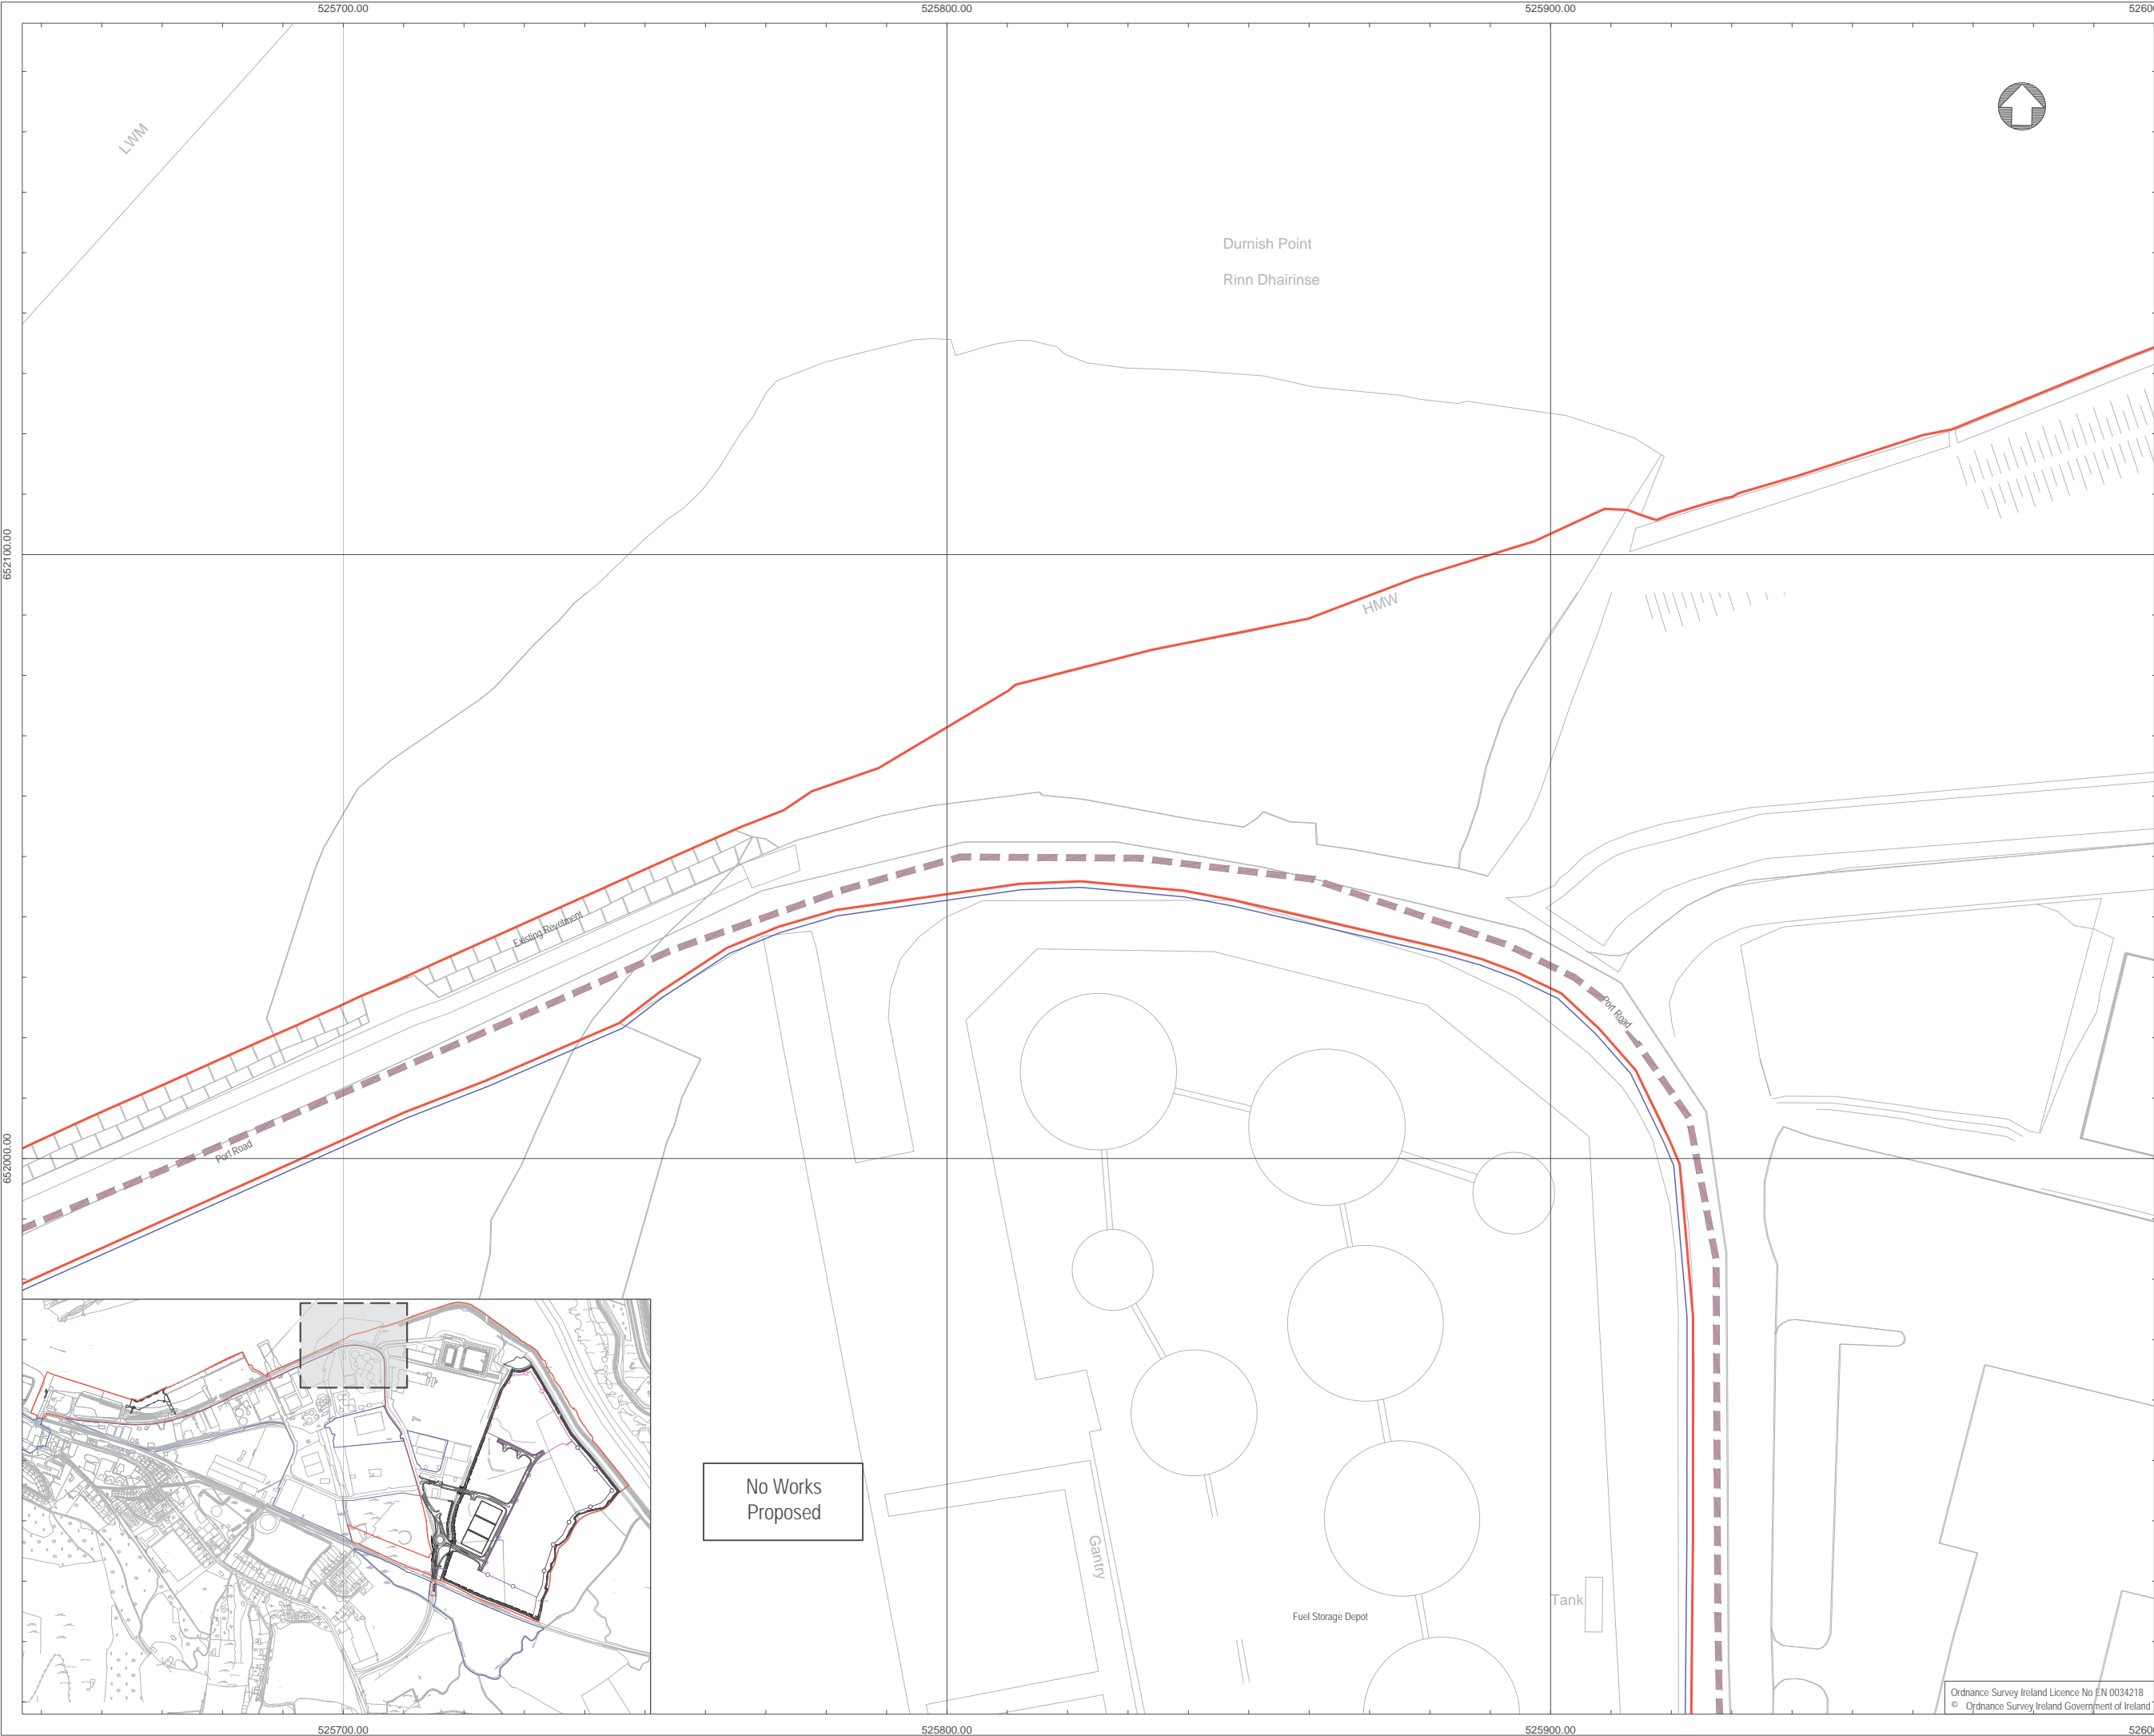 525700.00
525800.00
525900.00
LWM
Durnish Point
Rinn Dhairinse
652100.00
HMW
Existing Revetment
Port Road
Port Road
652000.00
No Works
Proposed
Gantry
Tank
Fuel Storage Depot
Ordnance Survey Ireland Licence No EN 0034218
© Ordnance Survey Ireland Government of Ireland
525700.00
525800.00
525900.00